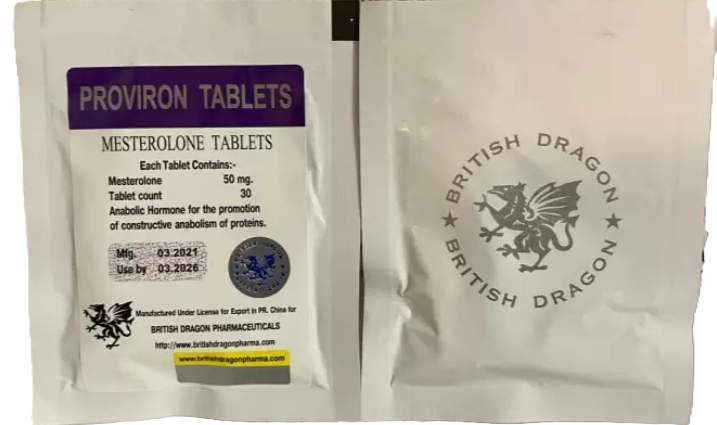 PROVIRON TABLETS
MESTEROLONE TABLETS
Each Tablet Contains:-
Mesterolone 50 mg.
Tablet count 30
Anabolic Hormone for the promotion
of constructive anabolism of proteins.
Mfg. 03.2021
Use by 03.2026
Manufactured Under License for Export in PR. China for
BRITISH DRAGON PHARMACEUTICALS
http://www.britishdragonpharma.com
www.britishdragonpharma.com
BRITISH DRAGON
BRITISH DRAGON